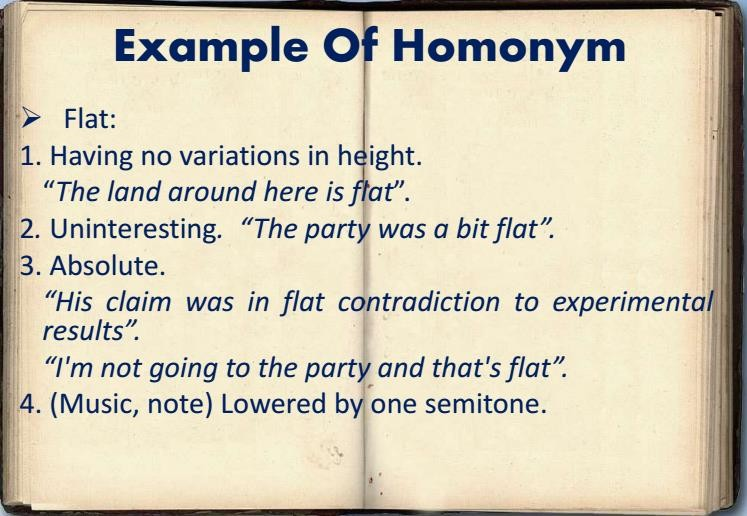 Example Of Homonym
➢ Flat:
1. Having no variations in height.
“The land around here is flat”.
2. Uninteresting. “The party was a bit flat”.
3. Absolute.
“His claim was in flat contradiction to experimental
results”.
“I'm not going to the party and that's flat”.
4. (Music, note) Lowered by one semitone.